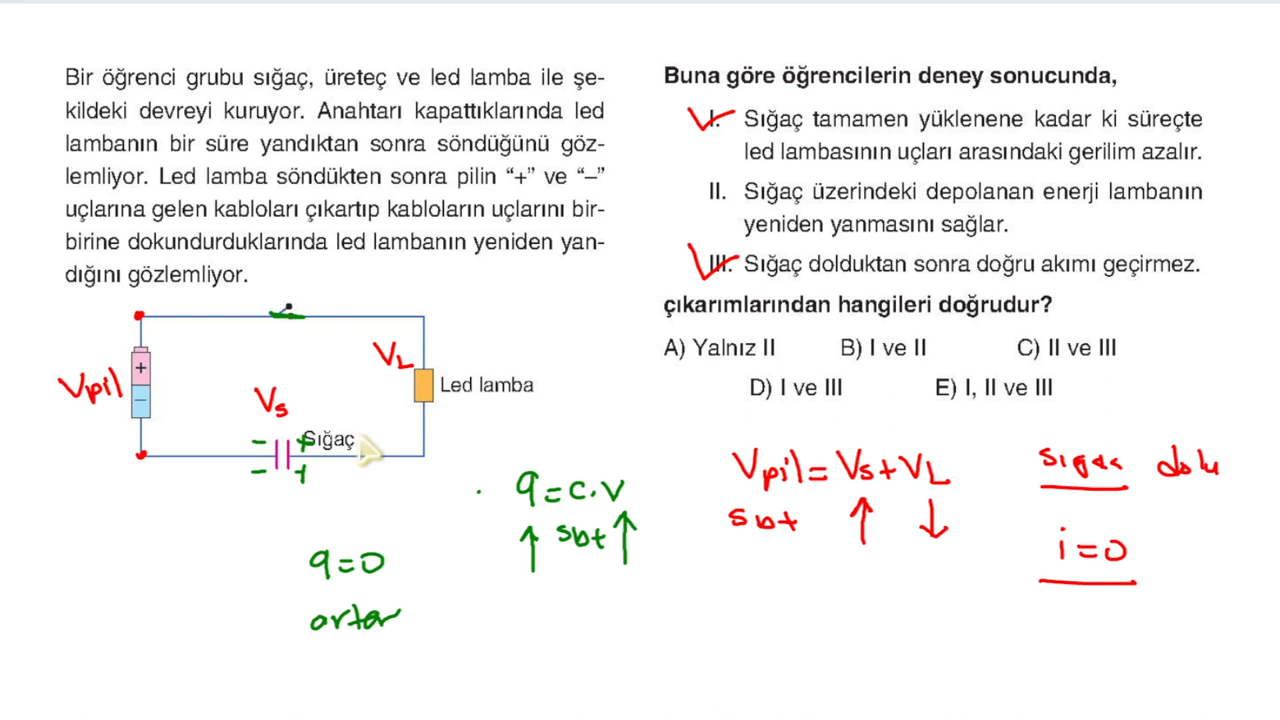 Bir öğrenci grubu sığaç, üreteç ve led lamba ile şe-
kildeki devreyi kuruyor. Anahtarı kapattıklarında led
lambanın bir süre yandıktan sonra söndüğünü göz-
lemliyor. Led lamba söndükten sonra pilin “+” ve “–”
uçlarına gelen kabloları çıkartıp kabloların uçlarını bir-
birine dokundurduklarında led lambanın yeniden yan-
dığını gözlemliyor.
+
–
Vpil
VL
Led lamba
Vs
Sığaç
– +
– +
q = c.v
↑ sbt ↑
q = 0
artar
Buna göre öğrencilerin deney sonucunda,
I. Sığaç tamamen yüklenene kadar ki süreçte
led lambasının uçları arasındaki gerilim azalır.
II. Sığaç üzerindeki depolanan enerji lambanın
yeniden yanmasını sağlar.
III. Sığaç dolduktan sonra doğru akımı geçirmez.
çıkarımlarından hangileri doğrudur?
A) Yalnız II B) I ve II C) II ve III
D) I ve III E) I, II ve III
Vpil = Vs + VL
sbt ↑ ↓
sıgac dolu
i = 0